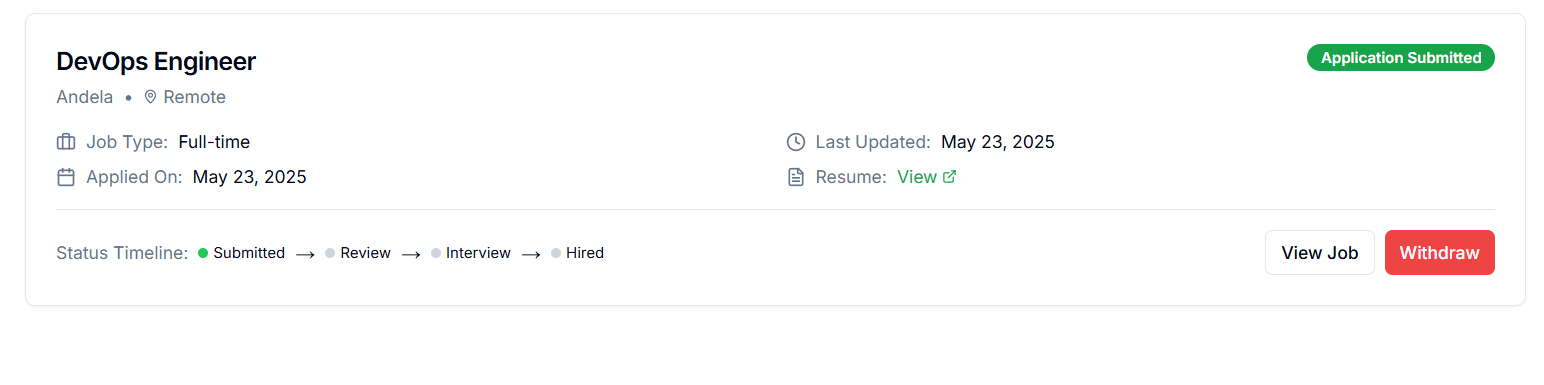 DevOps Engineer
Application Submitted
Andela • Remote
Job Type: Full-time
Last Updated: May 23, 2025
Applied On: May 23, 2025
Resume: View
Status Timeline: Submitted → Review → Interview → Hired
View Job
Withdraw